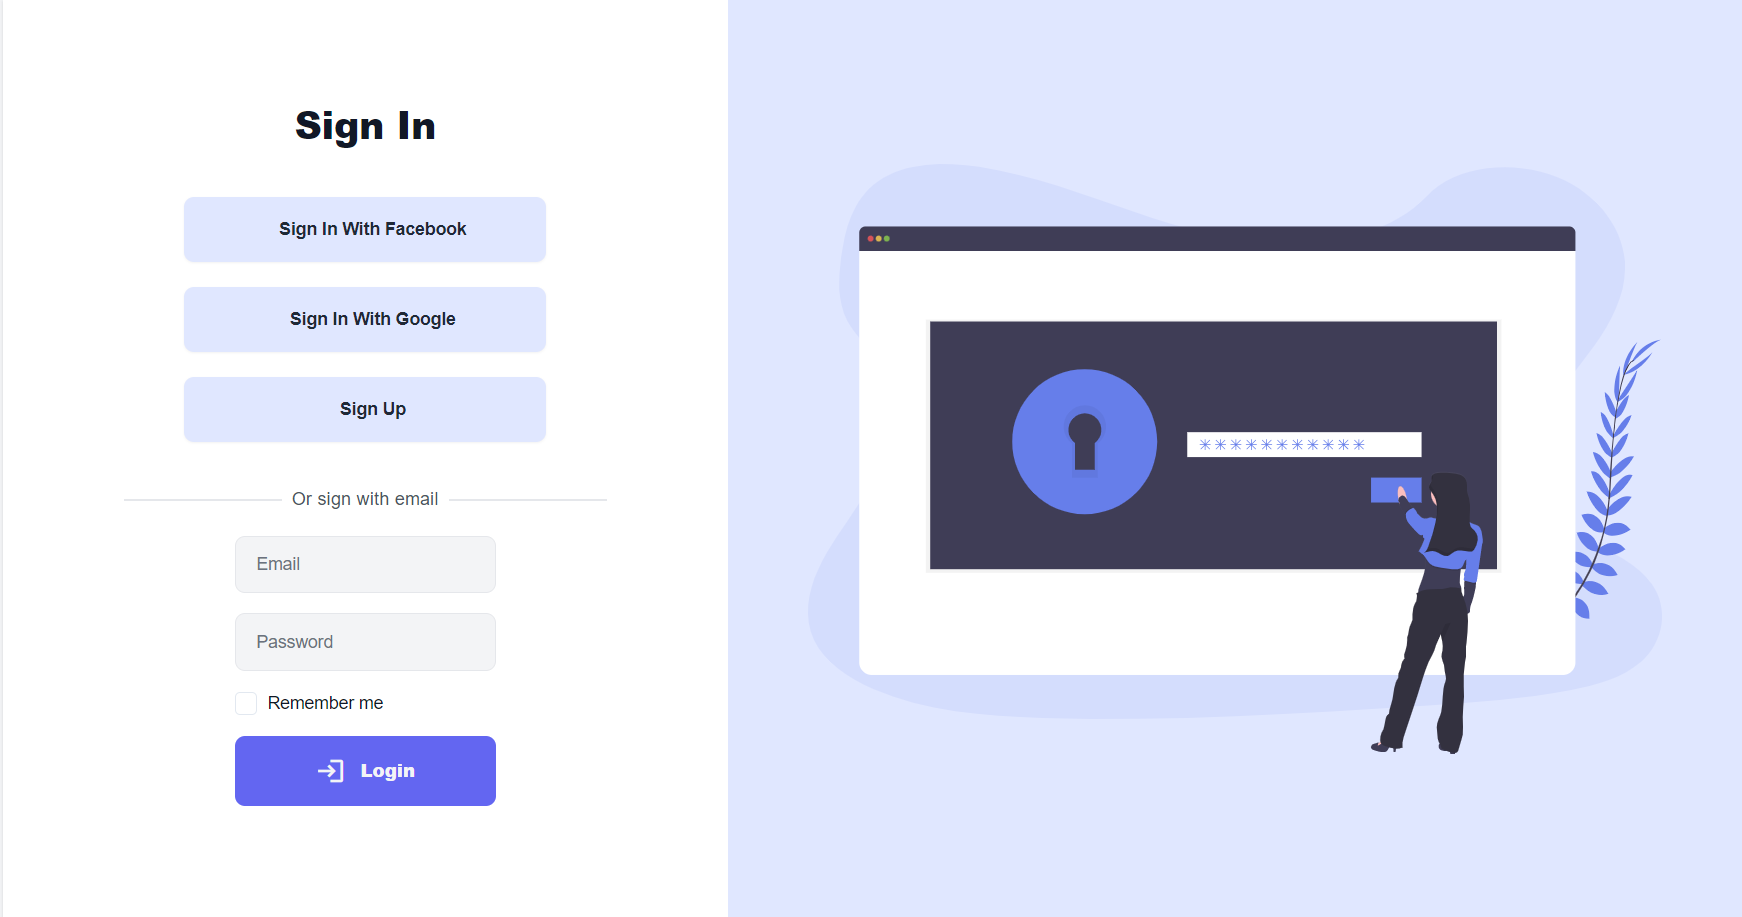 Sign In
Sign In With Facebook
Sign In With Google
Sign Up
Or sign with email
Email
Password
Remember me
Login